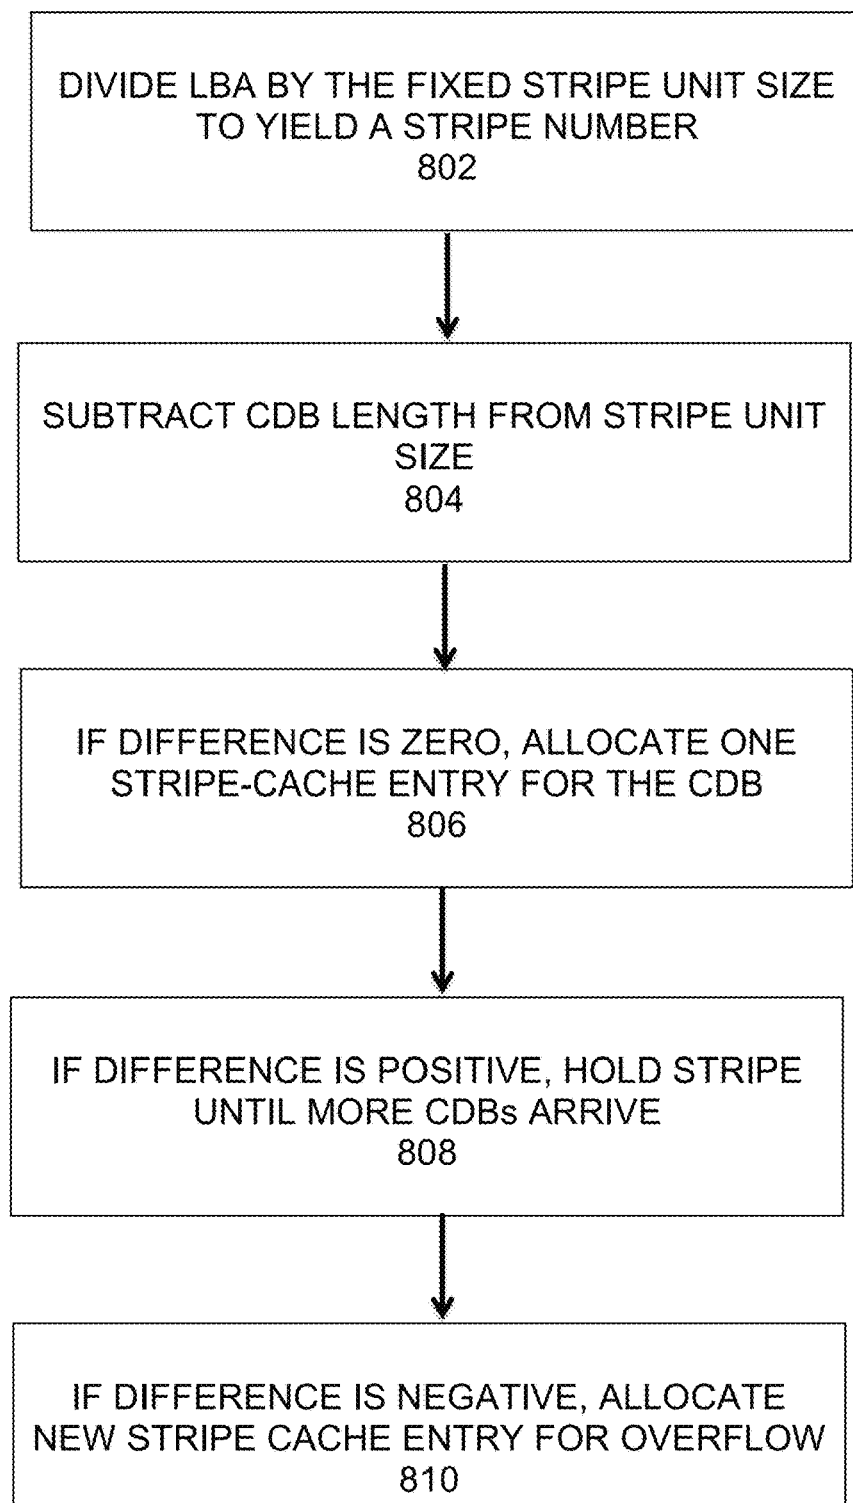 DIVIDE LBA BY THE FIXED STRIPE UNIT SIZE
TO YIELD A STRIPE NUMBER
802
SUBTRACT CDB LENGTH FROM STRIPE UNIT
SIZE
804
IF DIFFERENCE IS ZERO, ALLOCATE ONE
STRIPE-CACHE ENTRY FOR THE CDB
806
IF DIFFERENCE IS POSITIVE, HOLD STRIPE
UNTIL MORE CDBs ARRIVE
808
IF DIFFERENCE IS NEGATIVE, ALLOCATE
NEW STRIPE CACHE ENTRY FOR OVERFLOW
810